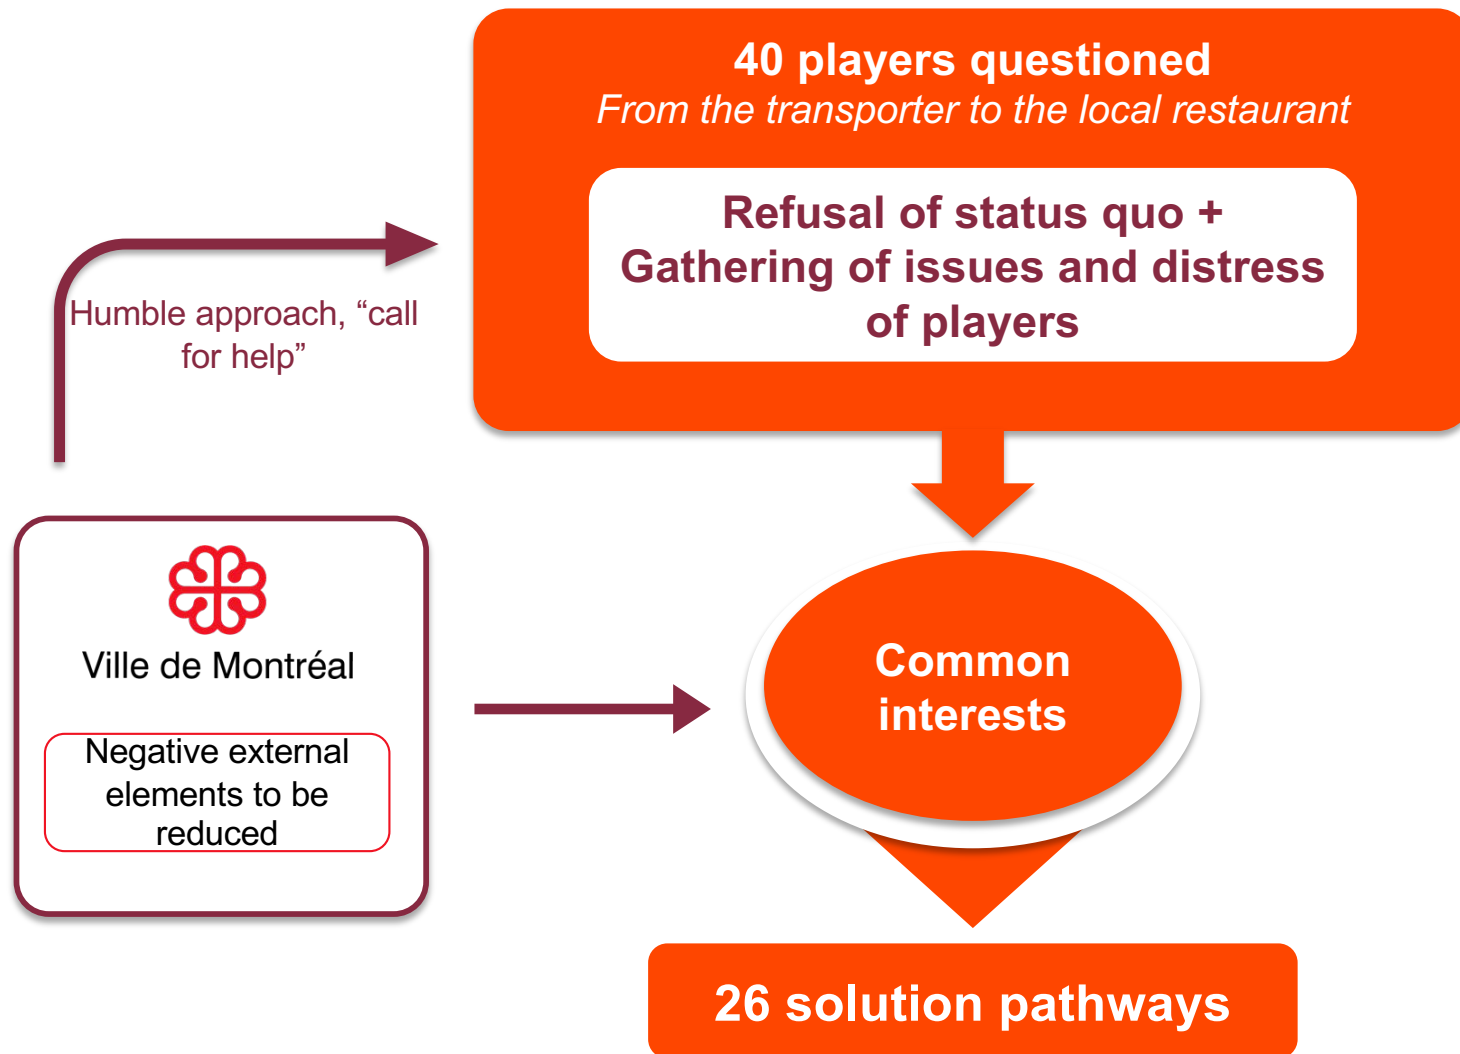 40 players questioned
From the transporter to the local restaurant
Refusal of status quo +
Gathering of issues and distress
of players
Humble approach, “call
for help”
Ville de Montréal
Negative external
elements to be
reduced
Common
interests
26 solution pathways